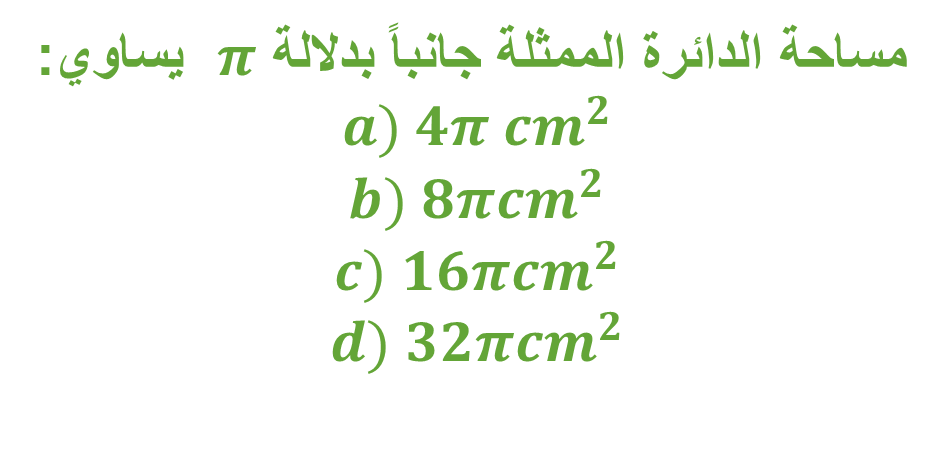 مساحة الدائرة الممثلة جانباً بدلالة π يساوي:
a) 4π cm²
b) 8πcm²
c) 16πcm²
d) 32πcm²